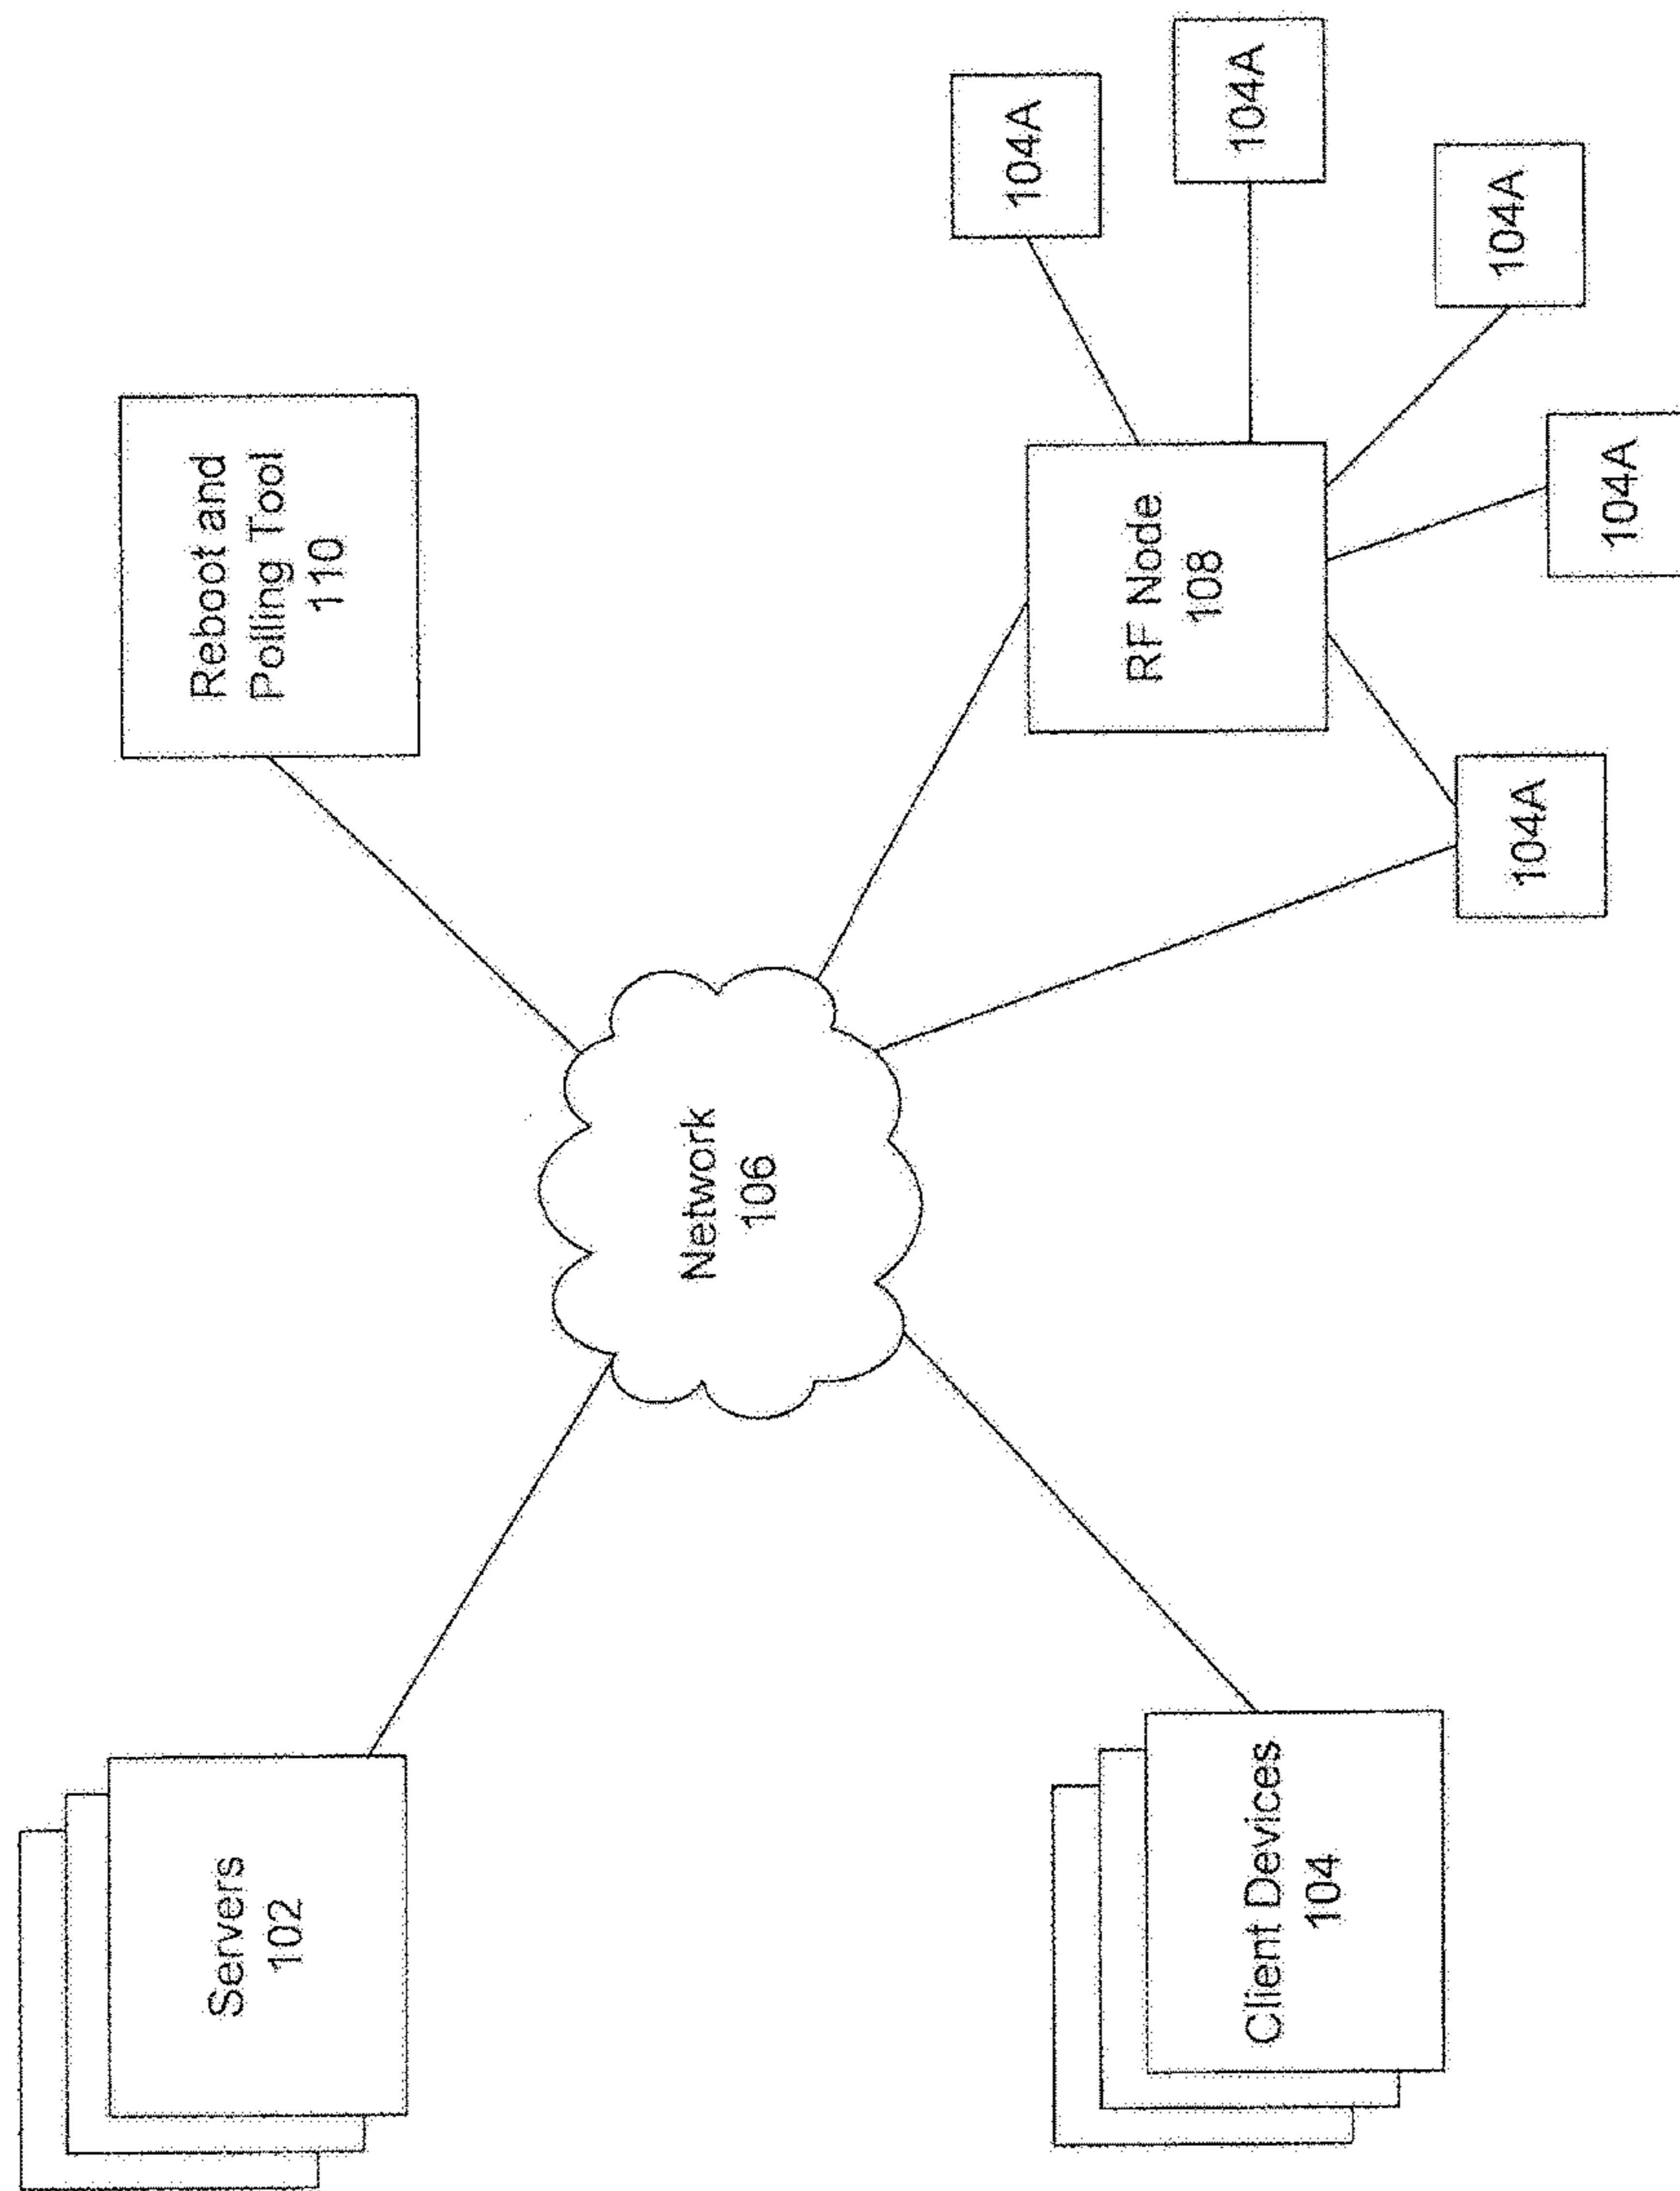 Servers
102
Reboot and
Polling Tool
110
Network
106
104A
104A
104A
104A
104A
RF Node
108
Client Devices
104